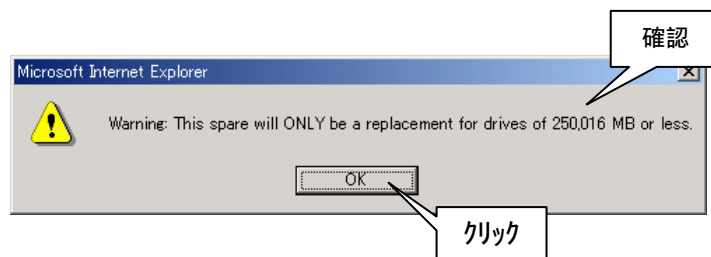 確認
Microsoft Internet Explorer
Warning: This spare will ONLY be a replacement for drives of 250,016 MB or less.
OK
クリック